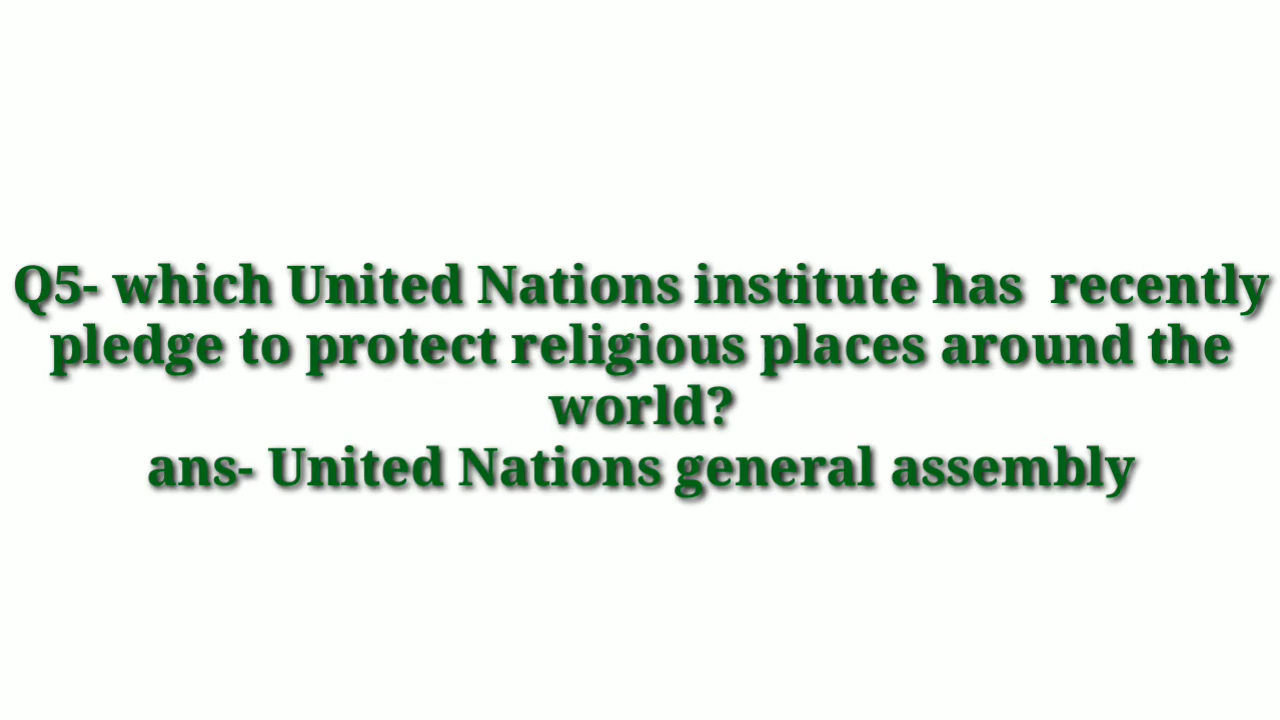 Q5- which United Nations institute has  recently
pledge to protect religious places around the
world?
ans- United Nations general assembly